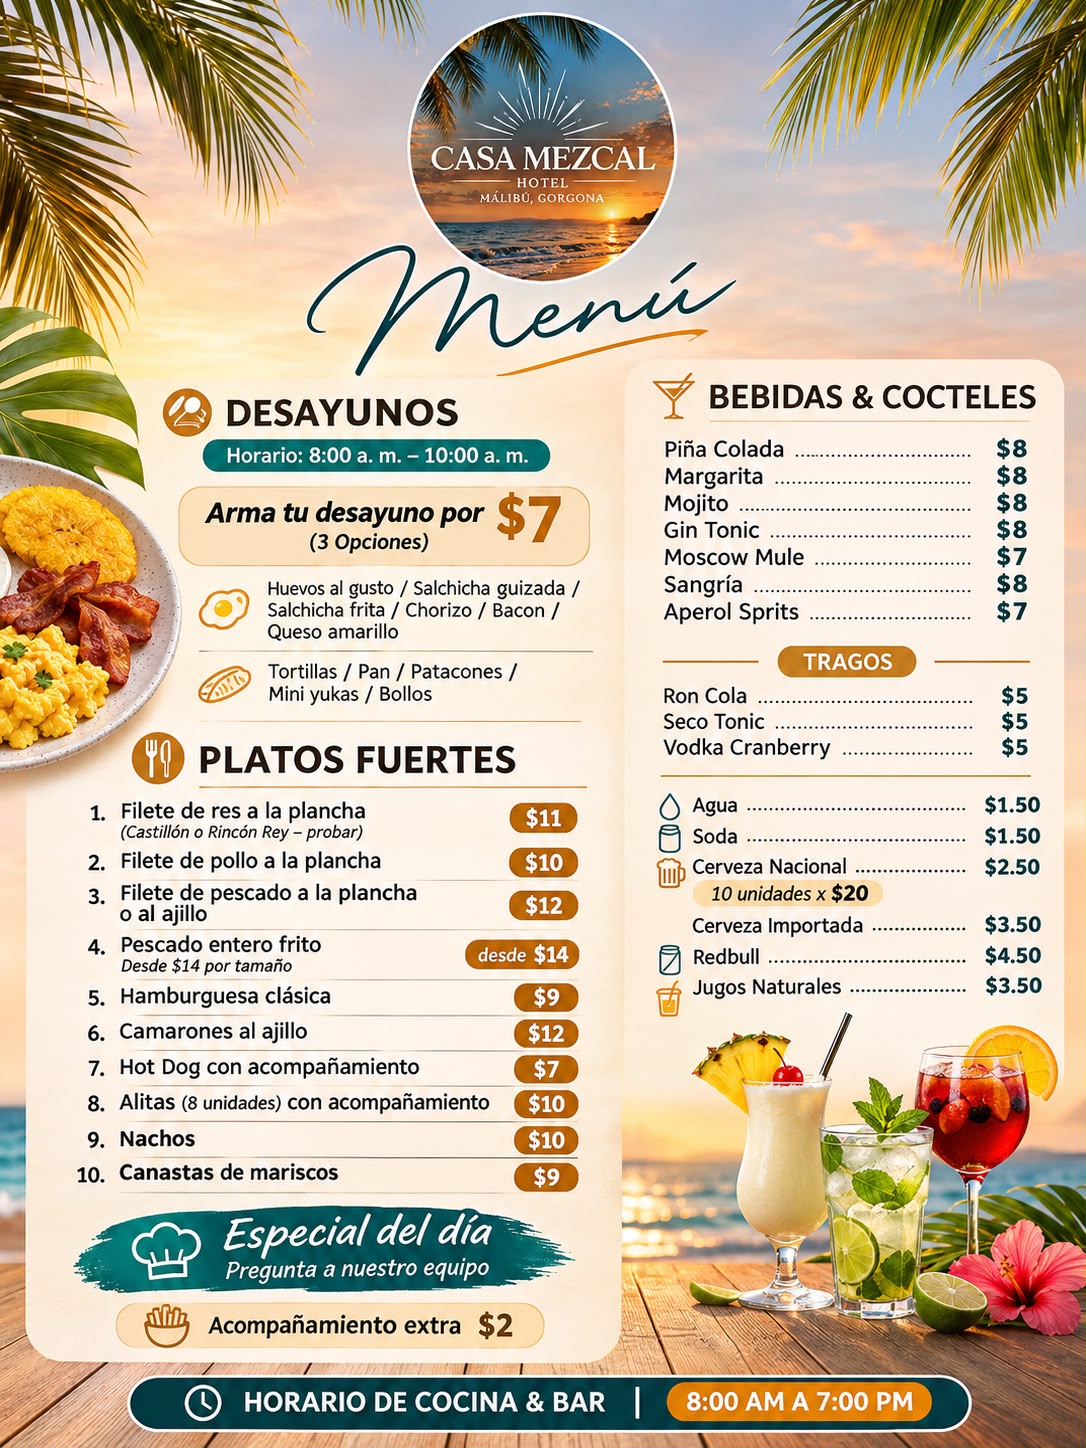 CASA MEZCAL
HOTEL
MÁLIBÚ, GORGONA
Menú
DESAYUNOS
Horario: 8:00 a. m. – 10:00 a. m.
Arma tu desayuno por $7
(3 Opciones)
Huevos al gusto / Salchicha guizada /
Salchicha frita / Chorizo / Bacon /
Queso amarillo
Tortillas / Pan / Patacones /
Mini yukas / Bollos
PLATOS FUERTES
1. Filete de res a la plancha $11
(Castillón o Rincón Rey – probar)
2. Filete de pollo a la plancha $10
3. Filete de pescado a la plancha
o al ajillo $12
4. Pescado entero frito desde $14
Desde $14 por tamaño
5. Hamburguesa clásica $9
6. Camarones al ajillo $12
7. Hot Dog con acompañamiento $7
8. Alitas (8 unidades) con acompañamiento $10
9. Nachos $10
10. Canastas de mariscos $9
Especial del día
Pregunta a nuestro equipo
Acompañamiento extra $2
BEBIDAS & COCTELES
Piña Colada ........................ $8
Margarita ........................ $8
Mojito ........................ $8
Gin Tonic ........................ $8
Moscow Mule ........................ $7
Sangría ........................ $8
Aperol Sprits ........................ $7
TRAGOS
Ron Cola ........................ $5
Seco Tonic ........................ $5
Vodka Cranberry ........................ $5
Agua ........................ $1.50
Soda ........................ $1.50
Cerveza Nacional ........................ $2.50
10 unidades x $20
Cerveza Importada ........................ $3.50
Redbull ........................ $4.50
Jugos Naturales ........................ $3.50
HORARIO DE COCINA & BAR | 8:00 AM A 7:00 PM